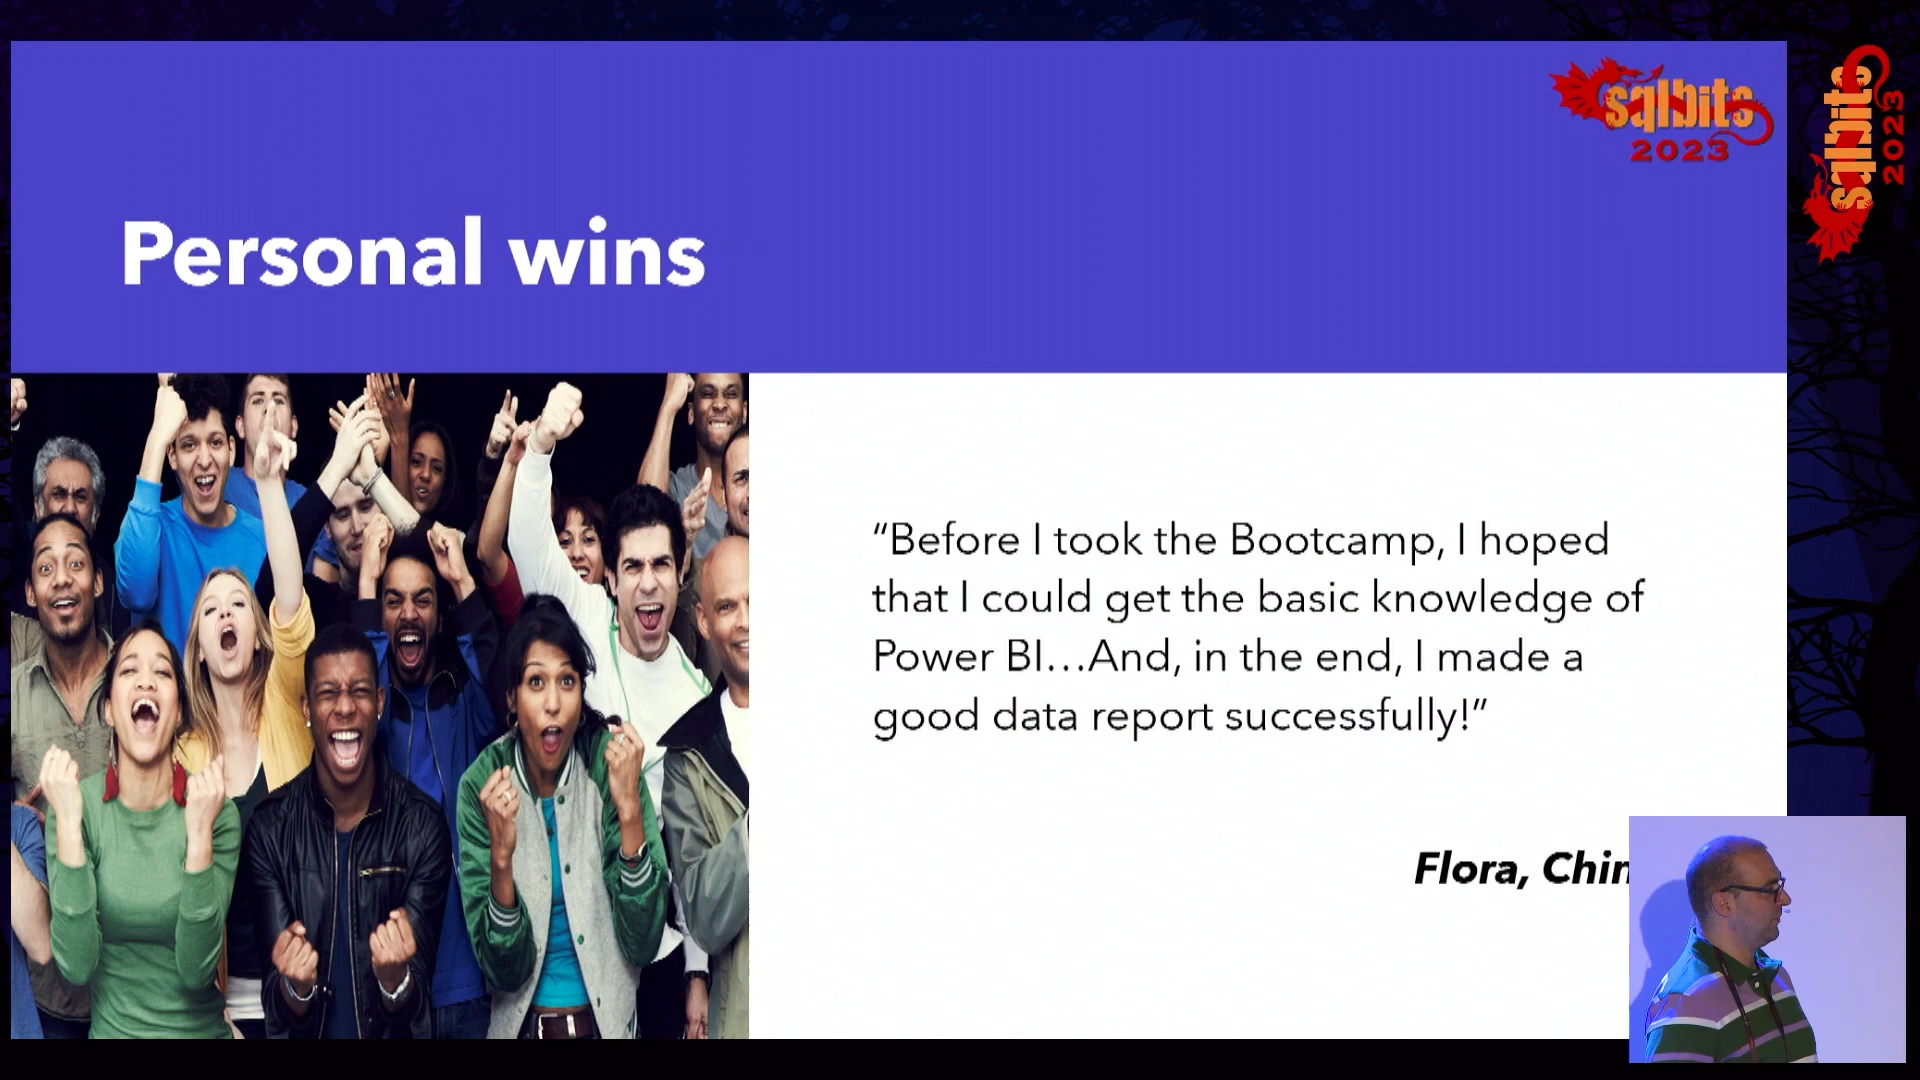 sqlbits
2023
sqlbits
2023
Personal wins
“Before I took the Bootcamp, I hoped
that I could get the basic knowledge of
Power BI...And, in the end, I made a
good data report successfully!”
Flora,